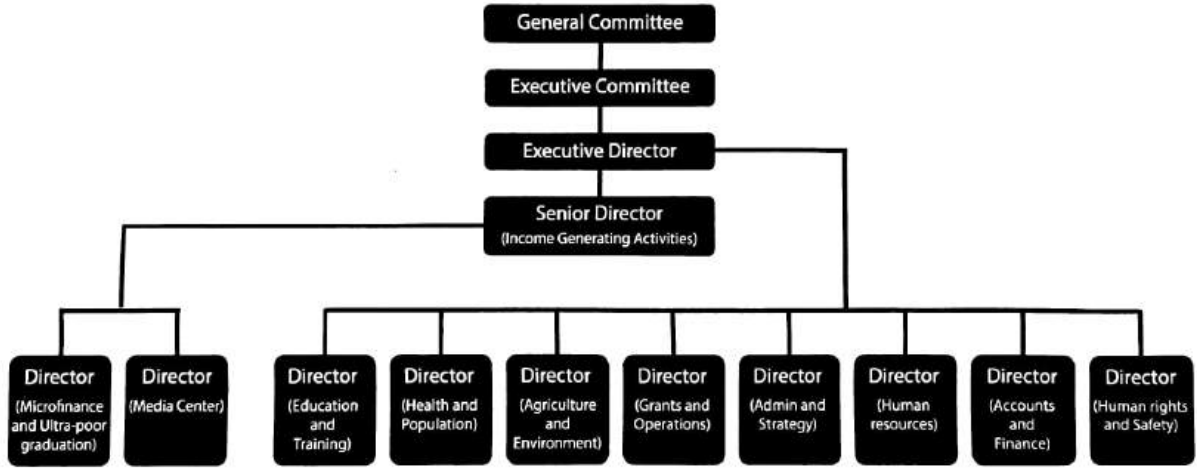 General Committee
Executive Committee
Executive Director
Senior Director
(Income Generating Activities)
Director
(Microfinance
and Ultra-poor
graduation)
Director
(Media Center)
Director
(Education
and
Training)
Director
(Health and
Population)
Director
(Agriculture
and
Environment)
Director
(Grants and
Operations)
Director
(Admin and
Strategy)
Director
(Human
resources)
Director
(Accounts
and
Finance)
Director
(Human rights
and Safety)